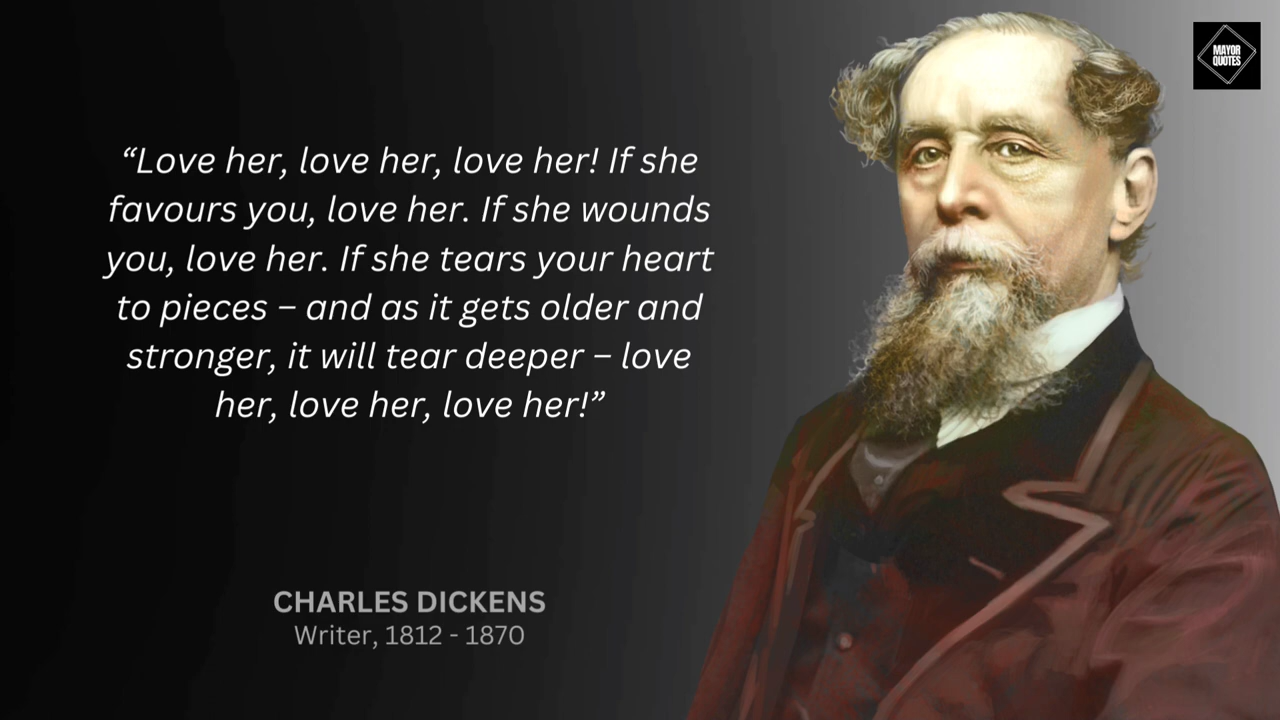 “Love her, love her, love her! If she
favours you, love her. If she wounds
you, love her. If she tears your heart
to pieces – and as it gets older and
stronger, it will tear deeper – love
her, love her, love her!”
CHARLES DICKENS
Writer, 1812 - 1870
MAYOR
QUOTES